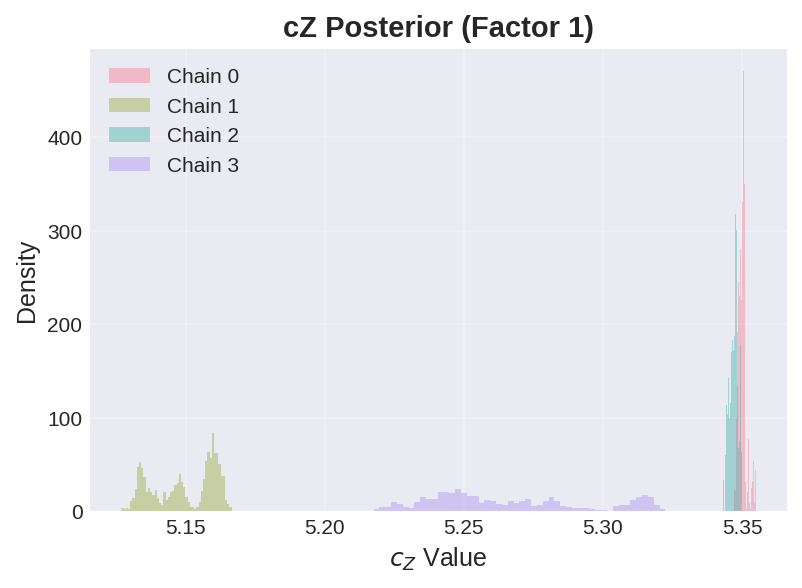 cZ Posterior (Factor 1)
Chain 0
Chain 1
Chain 2
Chain 3
Density
400
300
200
100
0
5.15
5.20
5.25
5.30
5.35
c_Z Value